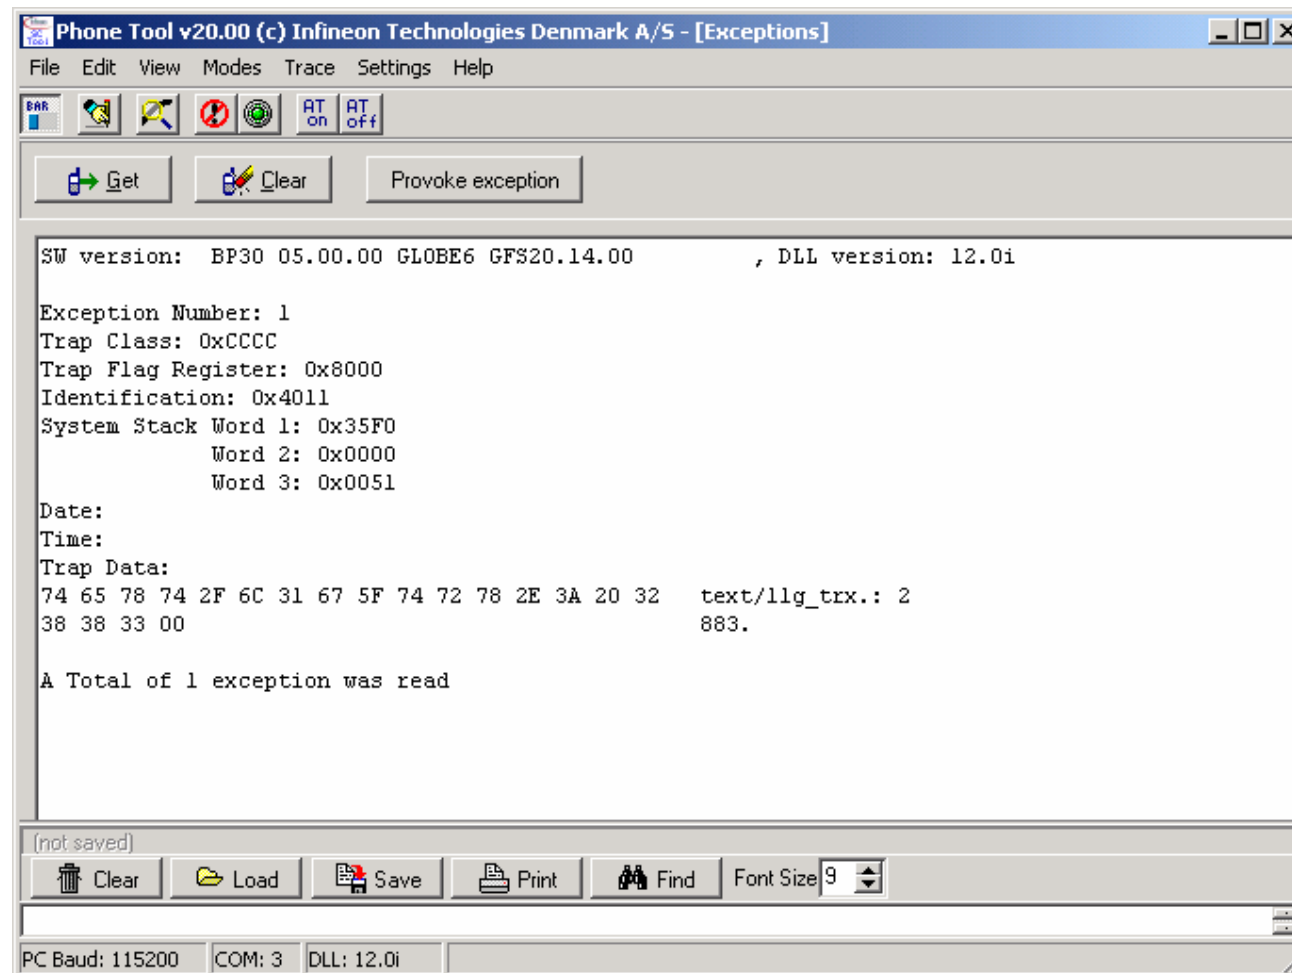 Phone Tool v20.00 (c) Infineon Technologies Denmark A/S - [Exceptions]
File Edit View Modes Trace Settings Help
BAR AT on AT off
Get Clear Provoke exception
SW version: BP30 05.00.00 GLOBE6 GFS20.14.00 , DLL version: 12.0i
Exception Number: 1
Trap Class: 0xCCCC
Trap Flag Register: 0x8000
Identification: 0x4011
System Stack Word 1: 0x35F0
Word 2: 0x0000
Word 3: 0x0051
Date:
Time:
Trap Data:
74 65 78 74 2F 6C 31 67 5F 74 72 78 2E 3A 20 32 text/l1g_trx.: 2
38 38 33 00 883.
A Total of 1 exception was read
(not saved)
Clear Load Save Print Find Font Size 9
PC Baud: 115200 COM: 3 DLL: 12.0i